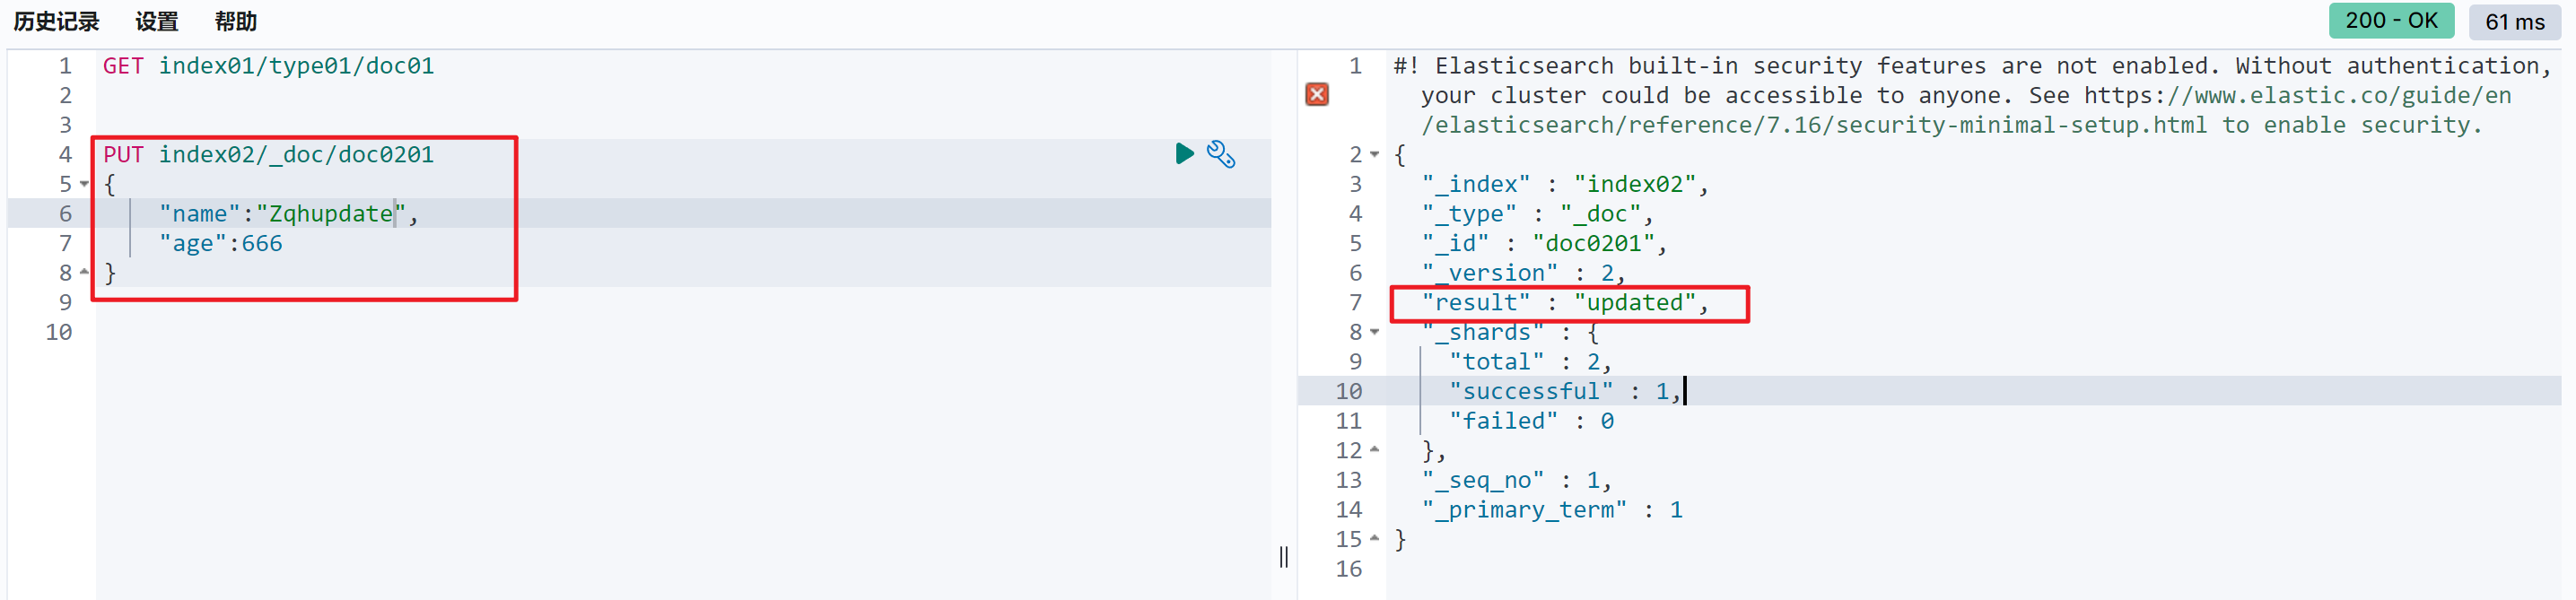 历史记录 设置 帮助
200 - OK 61 ms
1 GET index01/type01/doc01
2
3
4 PUT index02/_doc/doc0201
5 {
6 "name":"Zqhupdate",
7 "age":666
8 }
9
10
1 #! Elasticsearch built-in security features are not enabled. Without authentication,
your cluster could be accessible to anyone. See https://www.elastic.co/guide/en
/elasticsearch/reference/7.16/security-minimal-setup.html to enable security.
2 {
3 "_index" : "index02",
4 "_type" : "_doc",
5 "_id" : "doc0201",
6 "_version" : 2,
7 "result" : "updated",
8 "_shards" : {
9 "total" : 2,
10 "successful" : 1,
11 "failed" : 0
12 },
13 "_seq_no" : 1,
14 "_primary_term" : 1
15 }
16